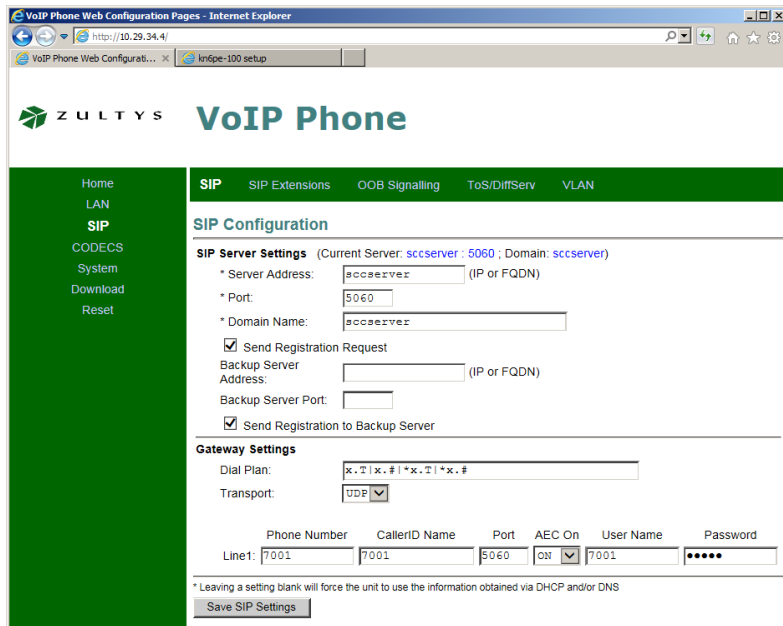 VoIP Phone Web Configuration Pages - Internet Explorer
http://10.29.34.4/
VoIP Phone Web Configurati...
kn6pe-100 setup
ZULTYS
VoIP Phone
Home
LAN
SIP
CODECS
System
Download
Reset
SIP SIP Extensions OOB Signalling ToS/DiffServ VLAN
SIP Configuration
SIP Server Settings (Current Server: sccserver : 5060 ; Domain: sccserver)
* Server Address: sccserver (IP or FQDN)
* Port: 5060
* Domain Name: sccserver
Send Registration Request
Backup Server Address: (IP or FQDN)
Backup Server Port:
Send Registration to Backup Server
Gateway Settings
Dial Plan: x.T|x.#|*x.T|*x.#
Transport: UDP
Phone Number CallerID Name Port AEC On User Name Password
Line1: 7001 7001 5060 ON 7001 •••••
* Leaving a setting blank will force the unit to use the information obtained via DHCP and/or DNS
Save SIP Settings